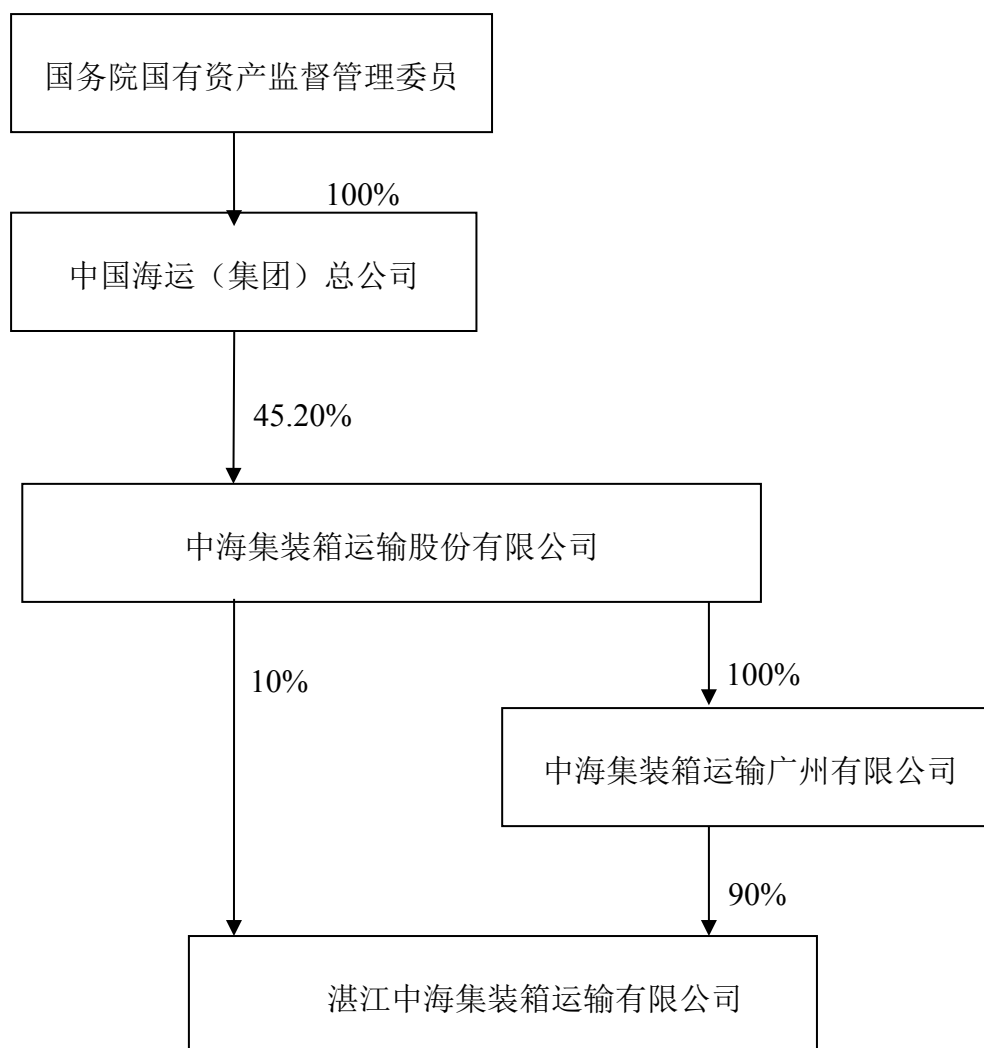 国务院国有资产监督管理委员
100%
中国海运（集团）总公司
45.20%
中海集装箱运输股份有限公司
10%
100%
中海集装箱运输广州有限公司
90%
湛江中海集装箱运输有限公司